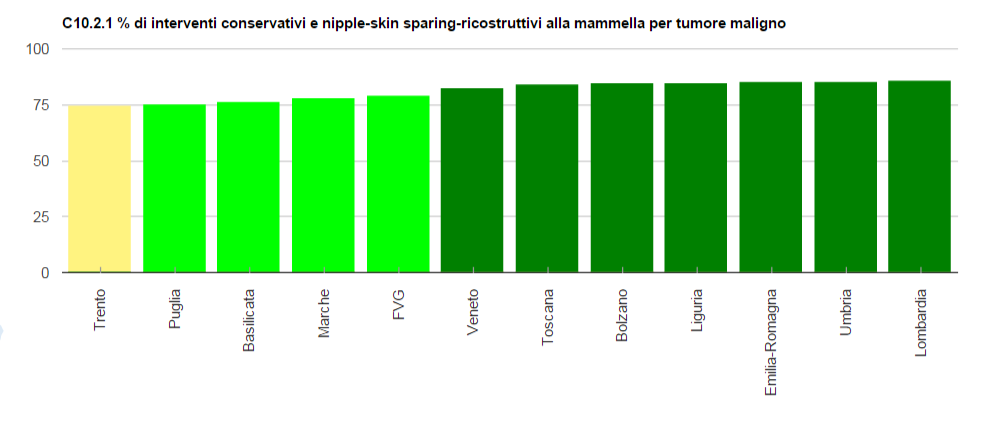 C10.2.1 % di interventi conservativi e nipple-skin sparing-ricostruttivi alla mammella per tumore maligno
100
75
50
25
0
Trento
Puglia
Basilicata
Marche
FVG
Veneto
Toscana
Bolzano
Liguria
Emilia-Romagna
Umbria
Lombardia